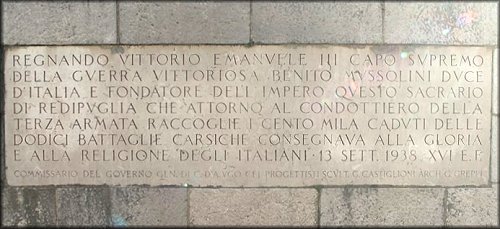 REGNANDO VITTORIO EMANVELE III CAPO SVPREMO
DELLA GVERRA VITTORIOSA BENITO MVSSOLINI DVCE
D'ITALIA E FONDATORE DELL IMPERO QVESTO SACRARIO
DI REDIPVGLIA CHE ATTORNO AL CONDOTTIERO DELLA
TERZA ARMATA RACCOGLIE I CENTO MILA CADVTI DELLE
DODICI BATTAGLIE CARSICHE CONSEGNAVA ALLA GLORIA
E ALLA RELIGIONE DEGLI ITALIANI · 13 SETT. 1938 · XVI E.F.
COMMISSARIO DEL GOVERNO GEN. DI C. D'A. V. CEI PROGETTISTI SCVLT. G. CASTIGLIONI ARCH. G. GREPPI